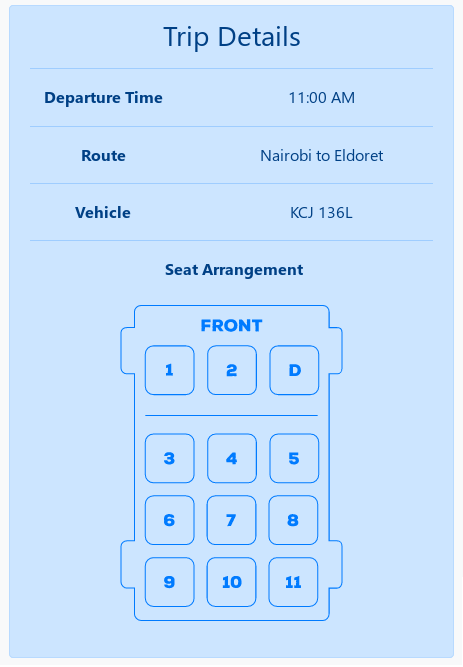 Trip Details
Departure Time 11:00 AM
Route Nairobi to Eldoret
Vehicle KCJ 136L
Seat Arrangement
FRONT
1 2 D
3 4 5
6 7 8
9 10 11